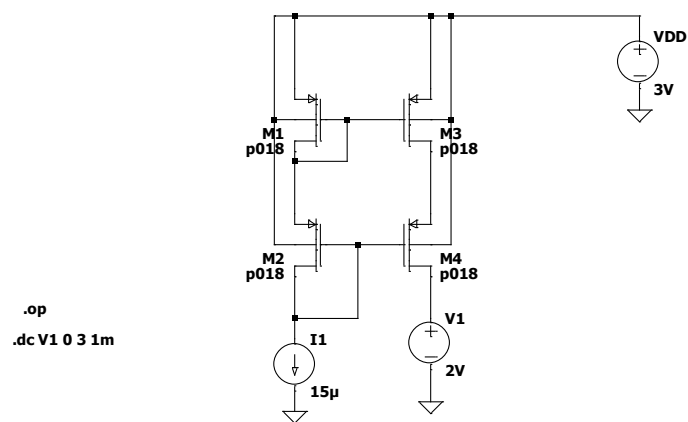 VDD
3V
M1
p018
M3
p018
M2
p018
M4
p018
.op
.dc V1 0 3 1m
I1
15µ
V1
2V